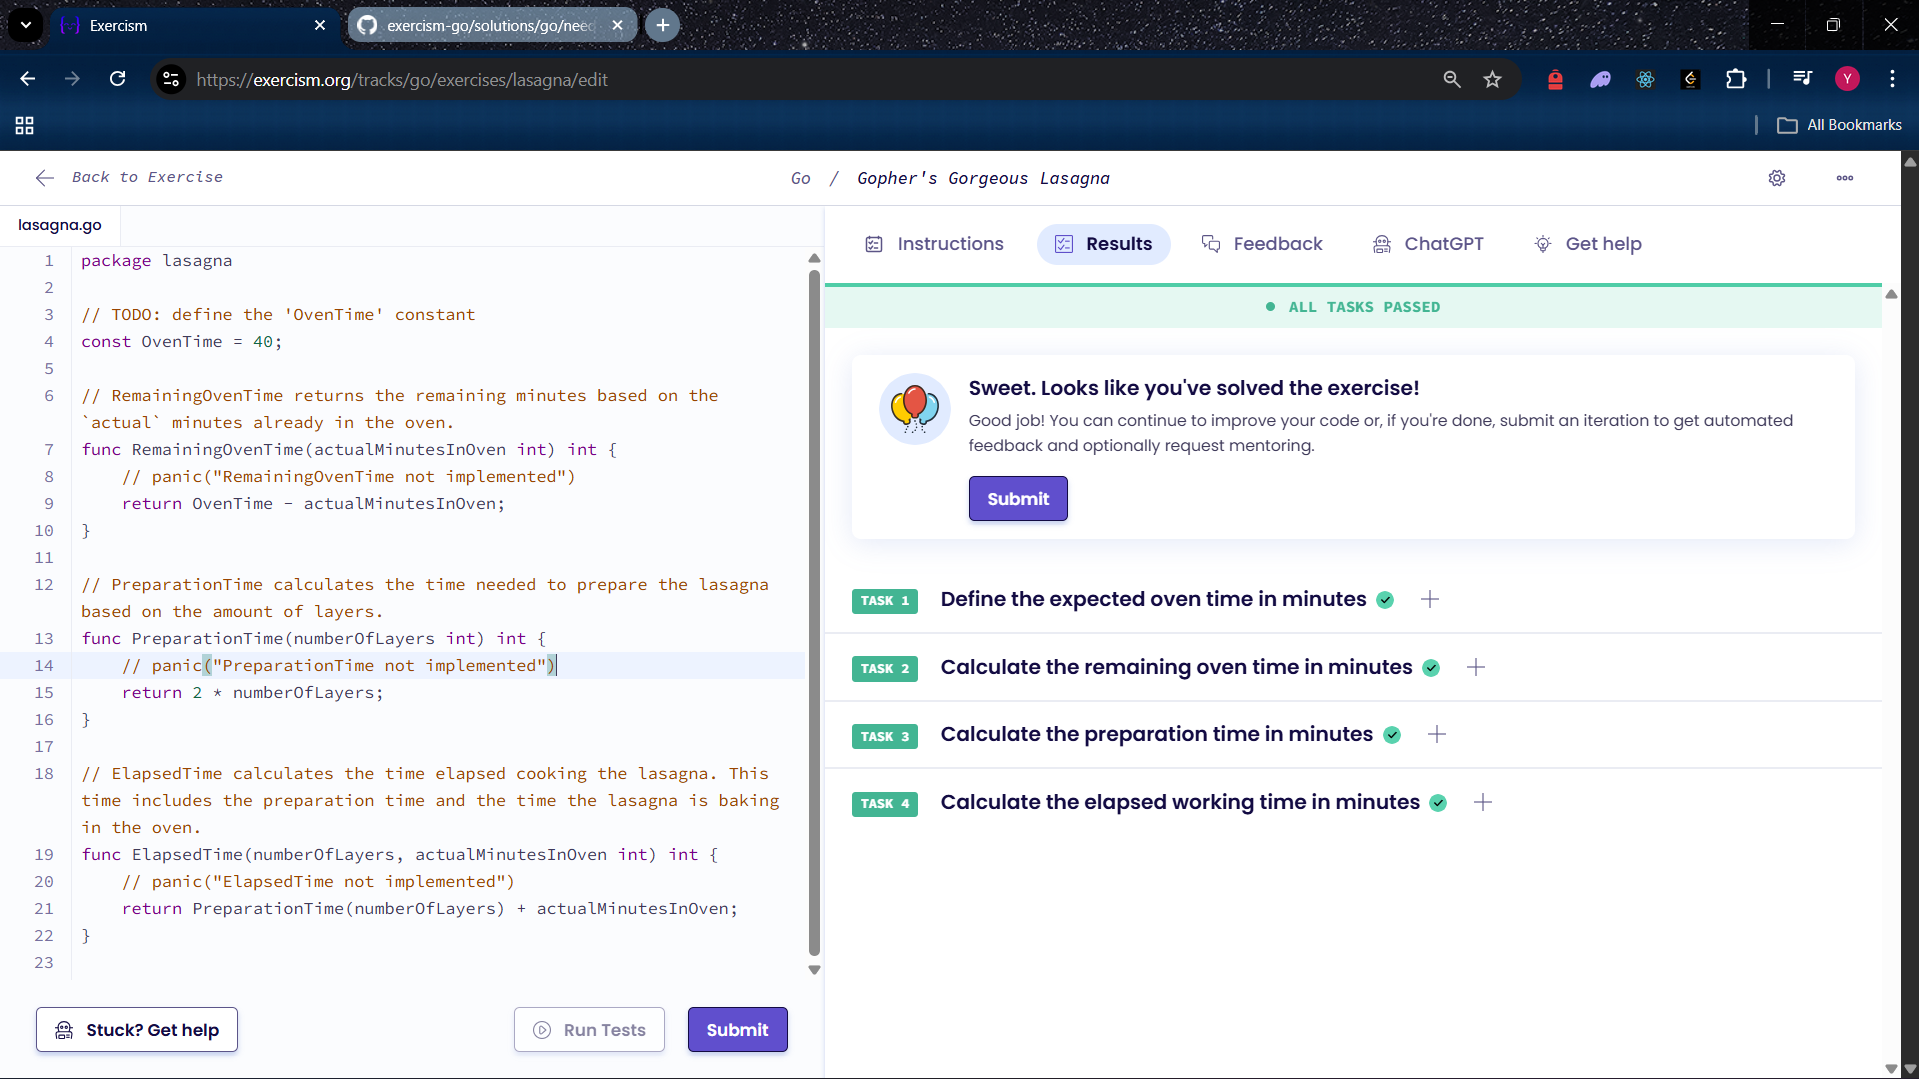 Exercism
exercism-go/solutions/go/need
https://exercism.org/tracks/go/exercises/lasagna/edit
Y
All Bookmarks
Back to Exercise
Go / Gopher's Gorgeous Lasagna
lasagna.go
1 package lasagna
2
3 // TODO: define the 'OvenTime' constant
4 const OvenTime = 40;
5
6 // RemainingOvenTime returns the remaining minutes based on the
`actual` minutes already in the oven.
7 func RemainingOvenTime(actualMinutesInOven int) int {
8 // panic("RemainingOvenTime not implemented")
9 return OvenTime - actualMinutesInOven;
10 }
11
12 // PreparationTime calculates the time needed to prepare the lasagna
based on the amount of layers.
13 func PreparationTime(numberOfLayers int) int {
14 // panic("PreparationTime not implemented")
15 return 2 * numberOfLayers;
16 }
17
18 // ElapsedTime calculates the time elapsed cooking the lasagna. This
time includes the preparation time and the time the lasagna is baking
in the oven.
19 func ElapsedTime(numberOfLayers, actualMinutesInOven int) int {
20 // panic("ElapsedTime not implemented")
21 return PreparationTime(numberOfLayers) + actualMinutesInOven;
22 }
23
Stuck? Get help
Run Tests
Submit
Instructions
Results
Feedback
ChatGPT
Get help
ALL TASKS PASSED
Sweet. Looks like you've solved the exercise!
Good job! You can continue to improve your code or, if you're done, submit an iteration to get automated
feedback and optionally request mentoring.
Submit
TASK 1 Define the expected oven time in minutes
TASK 2 Calculate the remaining oven time in minutes
TASK 3 Calculate the preparation time in minutes
TASK 4 Calculate the elapsed working time in minutes